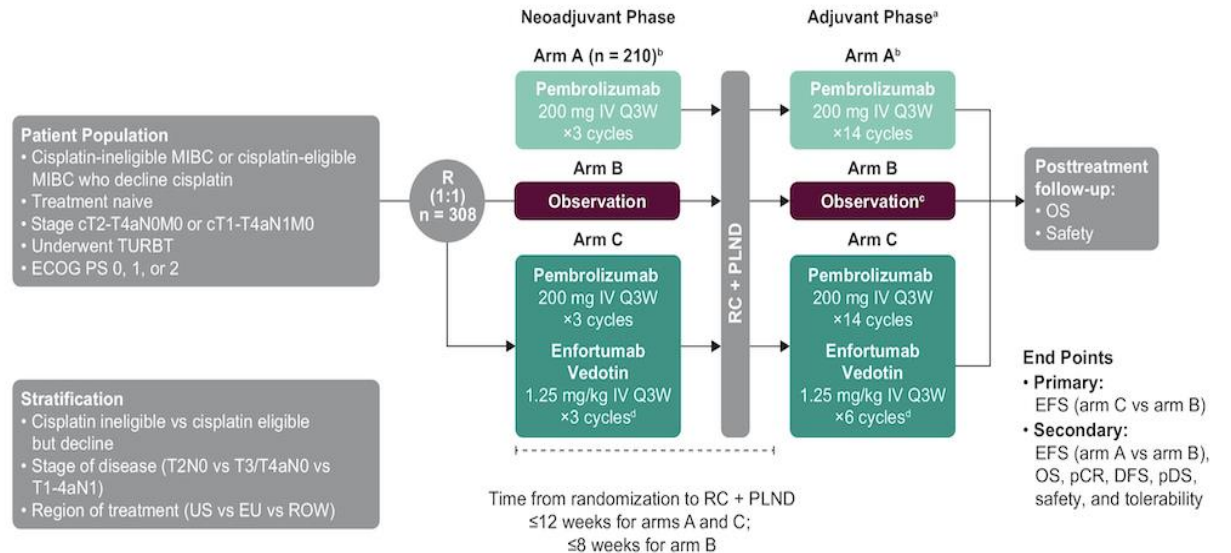 Neoadjuvant Phase
Adjuvant Phaseᵃ
Arm A (n = 210)ᵇ
Arm Aᵇ
Pembrolizumab
200 mg IV Q3W
×3 cycles
Pembrolizumab
200 mg IV Q3W
×14 cycles
Patient Population
• Cisplatin-ineligible MIBC or cisplatin-eligible
MIBC who decline cisplatin
• Treatment naive
• Stage cT2-T4aN0M0 or cT1-T4aN1M0
• Underwent TURBT
• ECOG PS 0, 1, or 2
R
(1:1)
n = 308
Arm B
Observation
RC + PLND
Arm B
Observationᶜ
Posttreatment
follow-up:
• OS
• Safety
Arm C
Pembrolizumab
200 mg IV Q3W
×3 cycles
Enfortumab
Vedotin
1.25 mg/kg IV Q3W
×3 cyclesᵈ
Arm C
Pembrolizumab
200 mg IV Q3W
×14 cycles
Enfortumab
Vedotin
1.25 mg/kg IV Q3W
×6 cyclesᵈ
Stratification
• Cisplatin ineligible vs cisplatin eligible
but decline
• Stage of disease (T2N0 vs T3/T4aN0 vs
T1-4aN1)
• Region of treatment (US vs EU vs ROW)
Time from randomization to RC + PLND
≤12 weeks for arms A and C;
≤8 weeks for arm B
End Points
• Primary:
EFS (arm C vs arm B)
• Secondary:
EFS (arm A vs arm B),
OS, pCR, DFS, pDS,
safety, and tolerability